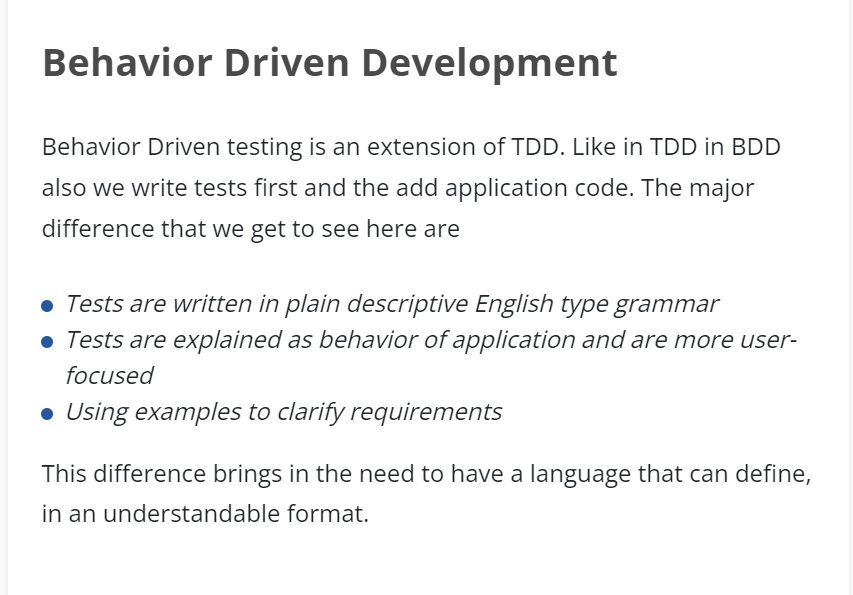 Behavior Driven Development
Behavior Driven testing is an extension of TDD. Like in TDD in BDD
also we write tests first and the add application code. The major
difference that we get to see here are
Tests are written in plain descriptive English type grammar
Tests are explained as behavior of application and are more user-
focused
Using examples to clarify requirements
This difference brings in the need to have a language that can define,
in an understandable format.